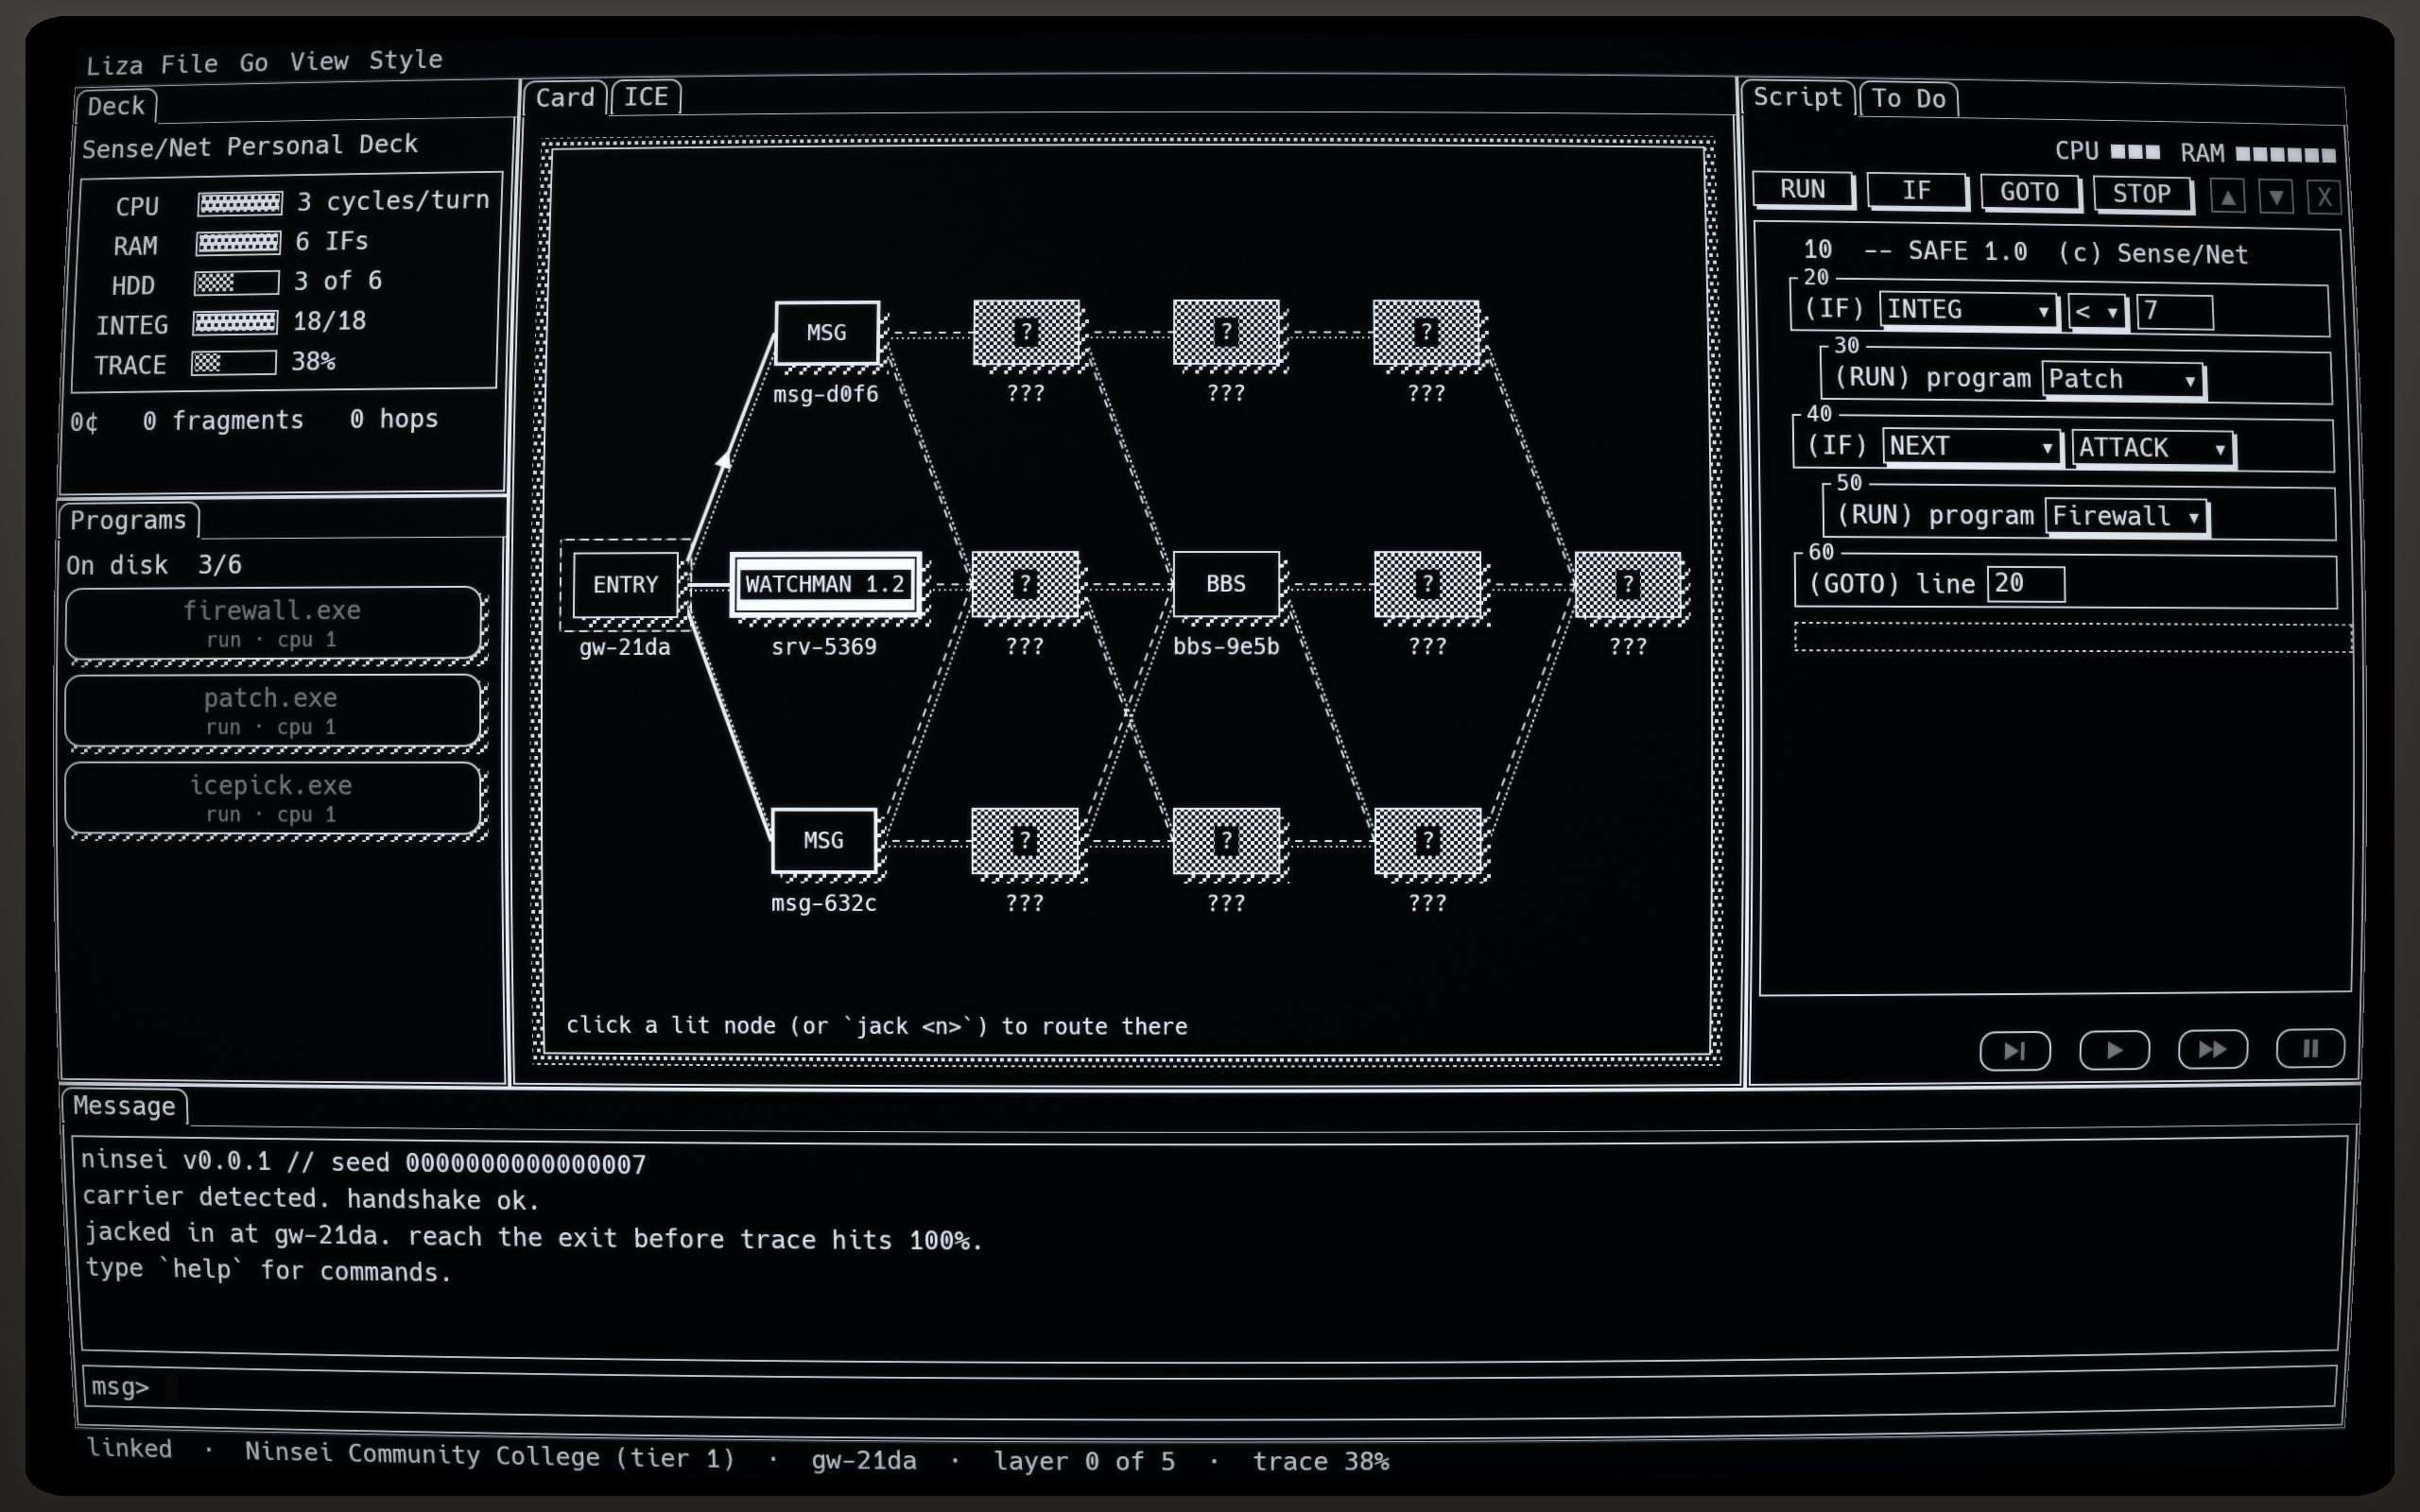 Liza File Go View Style
Deck
Sense/Net Personal Deck
CPU 3 cycles/turn
RAM 6 IFs
HDD 3 of 6
INTEG 18/18
TRACE 38%
0¢ 0 fragments 0 hops
Programs
On disk 3/6
firewall.exe
run · cpu 1
patch.exe
run · cpu 1
icepick.exe
run · cpu 1
Card ICE
MSG ? ? ?
msg-d0f6 ??? ??? ???
ENTRY WATCHMAN 1.2 ? BBS ? ?
gw-21da srv-5369 ??? bbs-9e5b ??? ???
MSG ? ? ?
msg-632c ??? ??? ???
click a lit node (or `jack <n>`) to route there
Script To Do
CPU RAM
RUN IF GOTO STOP ▲ ▼ X
10 -- SAFE 1.0 (c) Sense/Net
20
(IF) INTEG ▼ < ▼ 7
30
(RUN) program Patch ▼
40
(IF) NEXT ▼ ATTACK ▼
50
(RUN) program Firewall ▼
60
(GOTO) line 20
Message
ninsei v0.0.1 // seed 0000000000000007
carrier detected. handshake ok.
jacked in at gw-21da. reach the exit before trace hits 100%.
type `help` for commands.
msg>
linked · Ninsei Community College (tier 1) · gw-21da · layer 0 of 5 · trace 38%